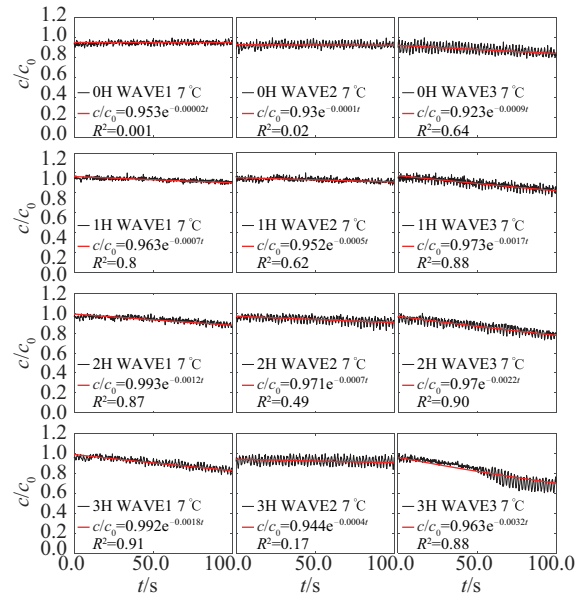 1.2
1.0
0.8
0.6
0.4
0.2
0.0
c/c₀
0H WAVE1 7 ℃
c/c₀=0.953e⁻⁰·⁰⁰⁰⁰²ᵗ
R²=0.001
0H WAVE2 7 ℃
c/c₀=0.93e⁻⁰·⁰⁰⁰¹ᵗ
R²=0.02
0H WAVE3 7 ℃
c/c₀=0.923e⁻⁰·⁰⁰⁰⁹ᵗ
R²=0.64
1.2
1.0
0.8
0.6
0.4
0.2
0.0
c/c₀
1H WAVE1 7 ℃
c/c₀=0.963e⁻⁰·⁰⁰⁰⁷ᵗ
R²=0.8
1H WAVE2 7 ℃
c/c₀=0.952e⁻⁰·⁰⁰⁰⁵ᵗ
R²=0.62
1H WAVE3 7 ℃
c/c₀=0.973e⁻⁰·⁰⁰¹⁷ᵗ
R²=0.88
1.2
1.0
0.8
0.6
0.4
0.2
0.0
c/c₀
2H WAVE1 7 ℃
c/c₀=0.993e⁻⁰·⁰⁰¹²ᵗ
R²=0.87
2H WAVE2 7 ℃
c/c₀=0.971e⁻⁰·⁰⁰⁰⁷ᵗ
R²=0.49
2H WAVE3 7 ℃
c/c₀=0.97e⁻⁰·⁰⁰²²ᵗ
R²=0.90
1.2
1.0
0.8
0.6
0.4
0.2
0.0
c/c₀
3H WAVE1 7 ℃
c/c₀=0.992e⁻⁰·⁰⁰¹⁸ᵗ
R²=0.91
3H WAVE2 7 ℃
c/c₀=0.944e⁻⁰·⁰⁰⁰⁴ᵗ
R²=0.17
3H WAVE3 7 ℃
c/c₀=0.963e⁻⁰·⁰⁰³²ᵗ
R²=0.88
0.0 50.0 100.0 50.0 100.0 50.0 100.0
t/s t/s t/s